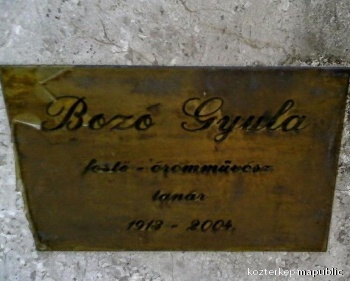 Bozó Gyula
festő - éremművész
tanár
1913 - 2004.
kozterkep.mapublic